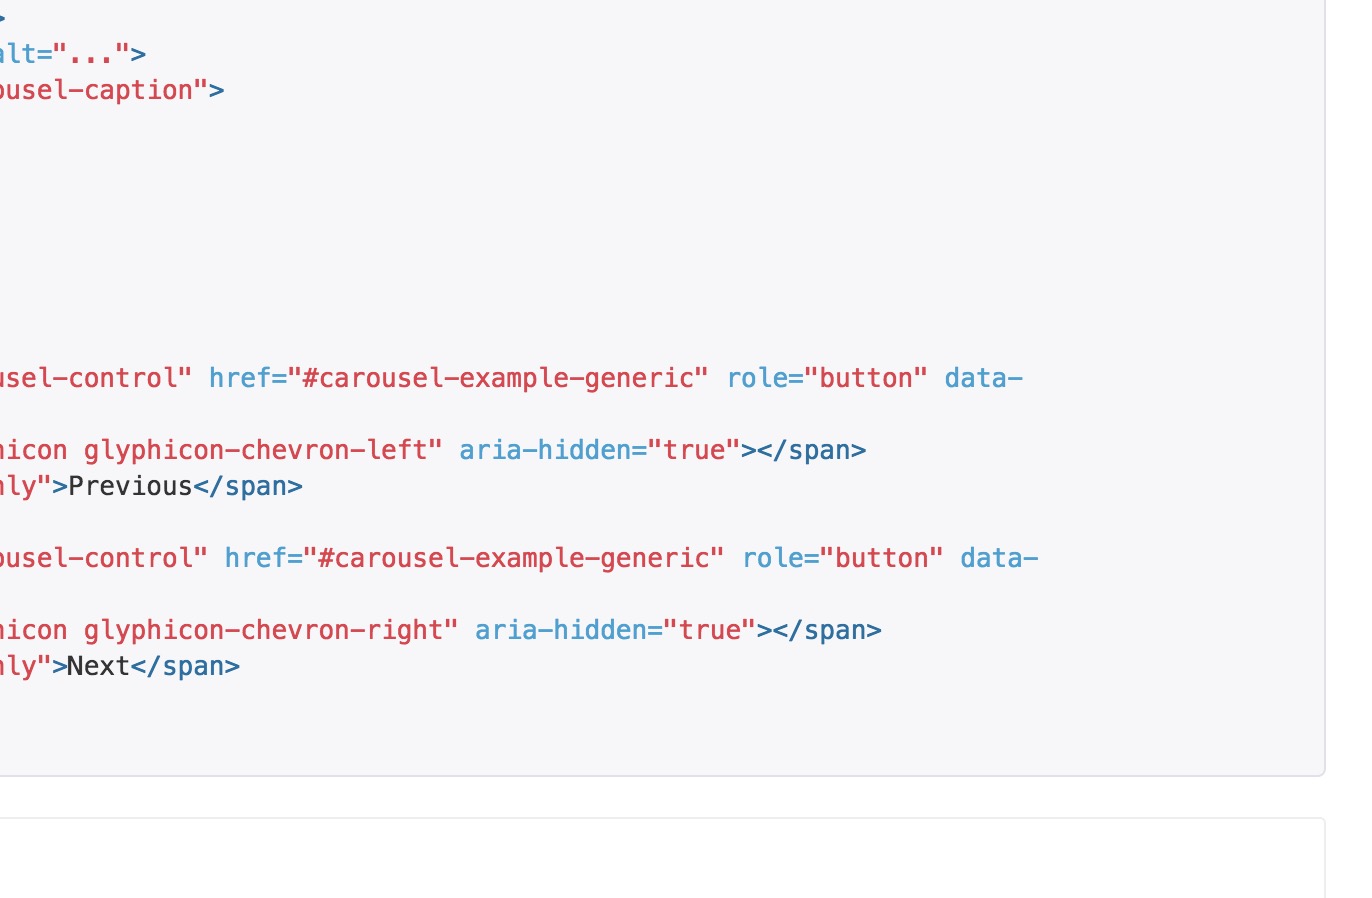 >
alt="...">
ousel-caption">
usel-control" href="#carousel-example-generic" role="button" data-
nicon glyphicon-chevron-left" aria-hidden="true"></span>
nly">Previous</span>
ousel-control" href="#carousel-example-generic" role="button" data-
nicon glyphicon-chevron-right" aria-hidden="true"></span>
nly">Next</span>